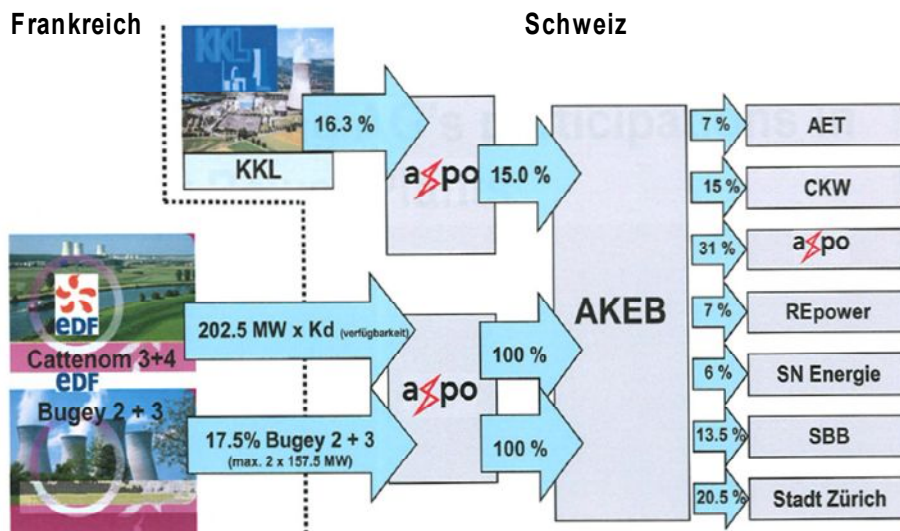 Frankreich
Schweiz
KKL
KKL
16.3 %
axpo
15.0 %
AKEB
7 %
AET
15 %
CKW
31 %
axpo
7 %
REpower
6 %
SN Energie
13.5 %
SBB
20.5 %
Stadt Zürich
eDF
Cattenom 3+4
202.5 MW x Kd (verfügbarkeit)
100 %
axpo
eDF
Bugey 2 + 3
17.5% Bugey 2 + 3
(max. 2 x 157.5 MW)
100 %